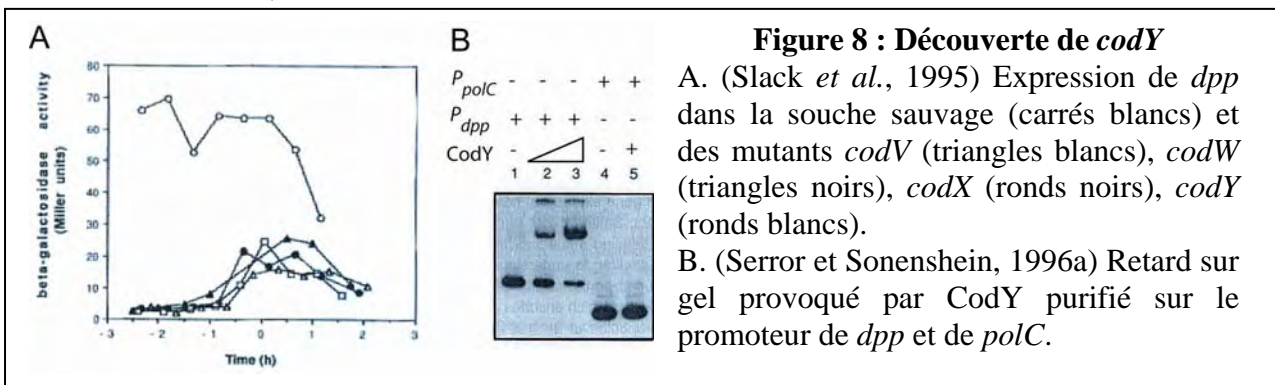 A
beta-galactosidase activity
(Miller units)
80
70
60
50
40
30
20
10
0
- 3 - 2 - 1 0 1 2 3
Time (h)
B
P polC - - - + +
P dpp + + + - -
CodY - - +
1 2 3 4 5
Figure 8 : Découverte de codY
A. (Slack et al., 1995) Expression de dpp
dans la souche sauvage (carrés blancs) et
des mutants codV (triangles blancs), codW
(triangles noirs), codX (ronds noirs), codY
(ronds blancs).
B. (Serror et Sonenshein, 1996a) Retard sur
gel provoqué par CodY purifié sur le
promoteur de dpp et de polC.